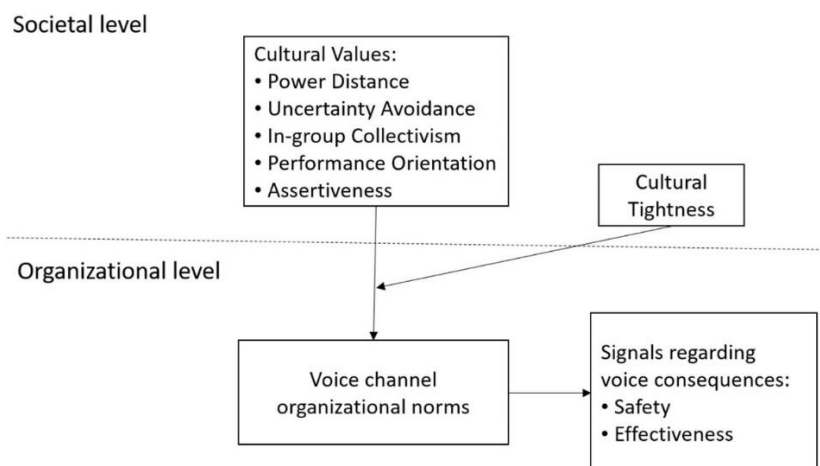 Societal level
Cultural Values:
• Power Distance
• Uncertainty Avoidance
• In-group Collectivism
• Performance Orientation
• Assertiveness
Cultural
Tightness
Organizational level
Voice channel
organizational norms
Signals regarding
voice consequences:
• Safety
• Effectiveness